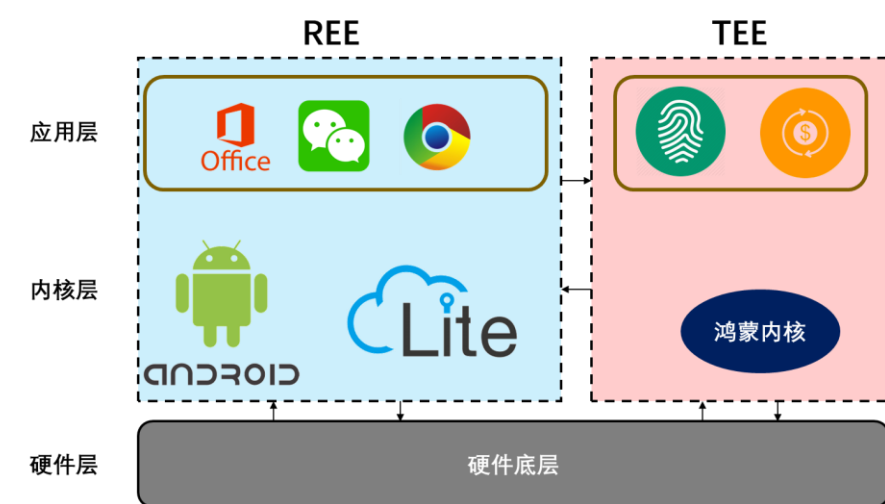 REE
TEE
应用层
Office
$
内核层
ANDROID
Lite
鸿蒙内核
硬件层
硬件底层